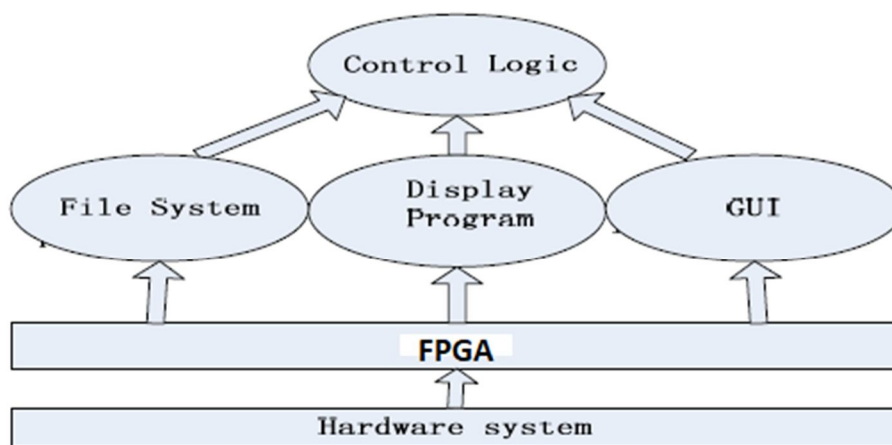 Control Logic
File System
Display
Program
GUI
FPGA
Hardware system